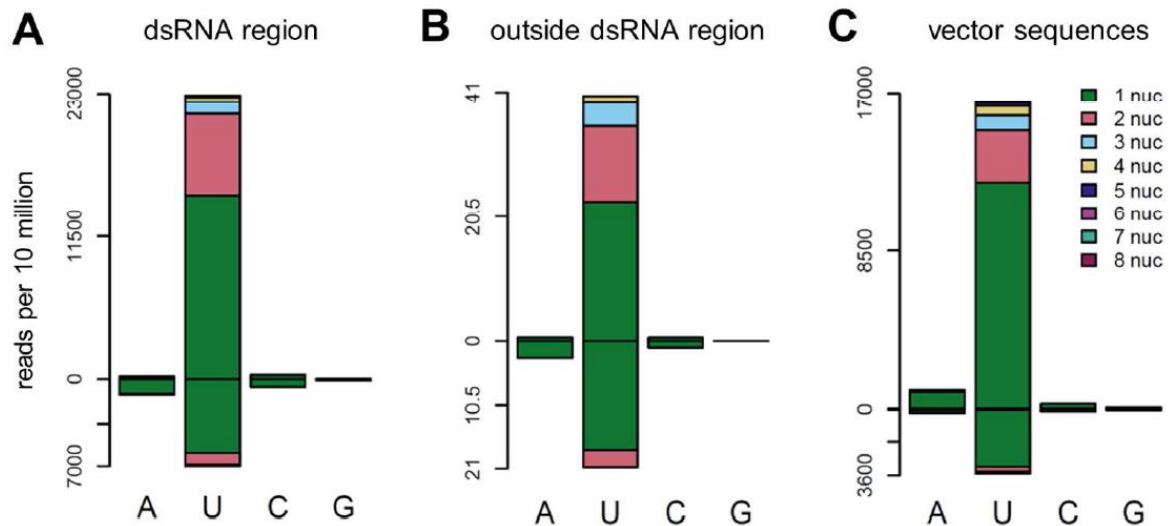 A dsRNA region
reads per 10 million
23000
11500
0
7000
A U C G
B outside dsRNA region
41
20.5
0
10.5
21
A U C G
C vector sequences
17000
8500
0
3600
A U C G
1 nuc
2 nuc
3 nuc
4 nuc
5 nuc
6 nuc
7 nuc
8 nuc